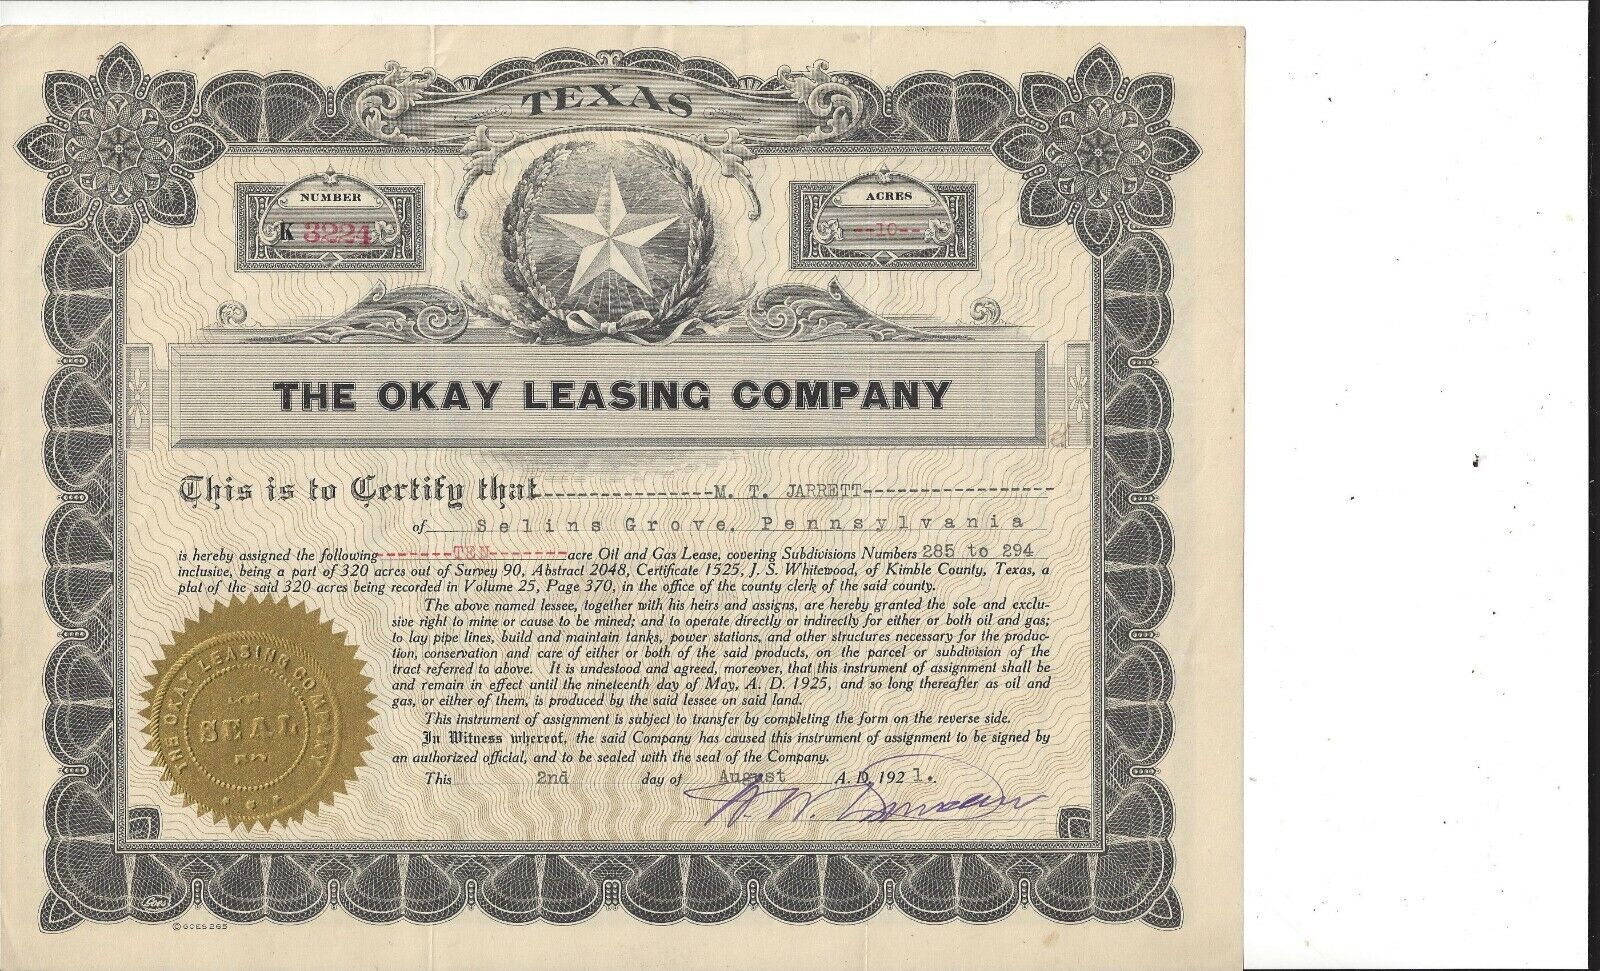 TEXAS
NUMBER
K 3224
ACRES
--10--
THE OKAY LEASING COMPANY
This is to Certify that-----------------M. T. JARRETT-------------------
of Selins Grove, Pennsylvania
is hereby assigned the following-------TEN-------acre Oil and Gas Lease, covering Subdivisions Numbers 285 to 294
inclusive, being a part of 320 acres out of Survey 90, Abstract 2048, Certificate 1525, J. S. Whitewood, of Kimble County, Texas, a
plat of the said 320 acres being recorded in Volume 25, Page 370, in the office of the county clerk of the said county.
The above named lessee, together with his heirs and assigns, are hereby granted the sole and exclu-
sive right to mine or cause to be mined; and to operate directly or indirectly for either or both oil and gas;
to lay pipe lines, build and maintain tanks, power stations, and other structures necessary for the produc-
tion, conservation and care of either or both of the said products, on the parcel or subdivision of the
tract referred to above. It is undestood and agreed, moreover, that this instrument of assignment shall be
and remain in effect until the nineteenth day of May, A. D. 1925, and so long thereafter as oil and
gas, or either of them, is produced by the said lessee on said land.
This instrument of assignment is subject to transfer by completing the form on the reverse side.
In Witness whereof, the said Company has caused this instrument of assignment to be signed by
an authorized official, and to be sealed with the seal of the Company.
This 2nd day of August A. D. 1921.
THE OKAY LEASING COMPANY
SEAL
Goes
©GOES 265